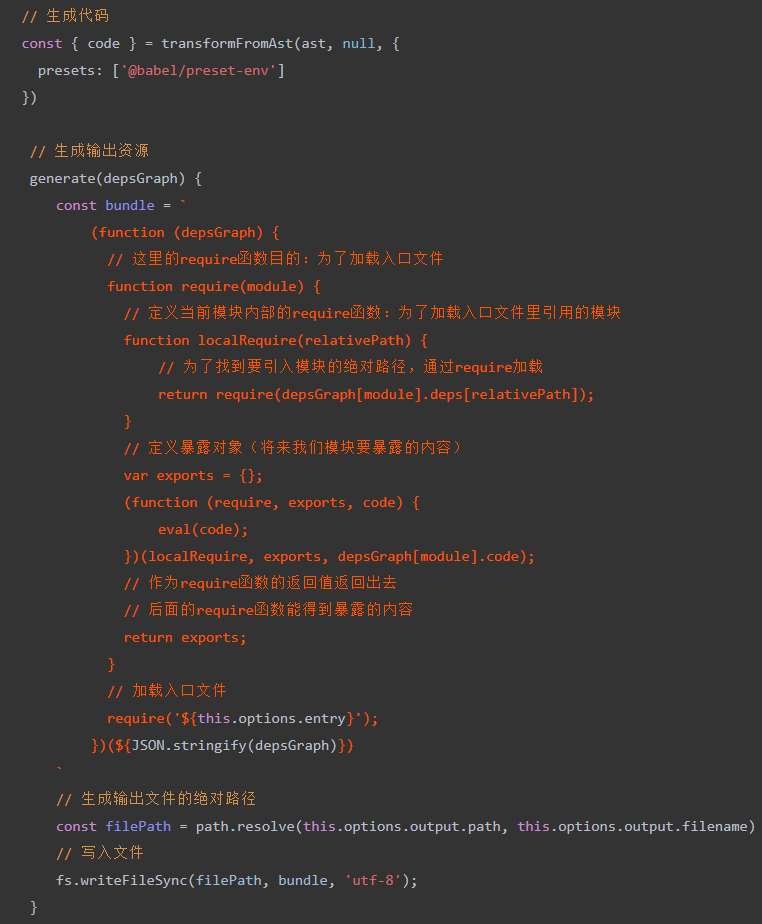 // 生成代码
const { code } = transformFromAst(ast, null, {
  presets: ['@babel/preset-env']
})

 // 生成输出资源
 generate(depsGraph) {
    const bundle = `
        (function (depsGraph) {
          // 这里的require函数目的：为了加载入口文件
          function require(module) {
            // 定义当前模块内部的require函数：为了加载入口文件里引用的模块
            function localRequire(relativePath) {
                // 为了找到要引入模块的绝对路径，通过require加载
                return require(depsGraph[module].deps[relativePath]);
            }
            // 定义暴露对象（将来我们模块要暴露的内容）
            var exports = {};
            (function (require, exports, code) {
                eval(code);
            })(localRequire, exports, depsGraph[module].code);
            // 作为require函数的返回值返回出去
            // 后面的require函数能得到暴露的内容
            return exports;
          }
          // 加载入口文件
          require('${this.options.entry}');
        })(${JSON.stringify(depsGraph)})
    `
    // 生成输出文件的绝对路径
    const filePath = path.resolve(this.options.output.path, this.options.output.filename)
    // 写入文件
    fs.writeFileSync(filePath, bundle, 'utf-8');
 }